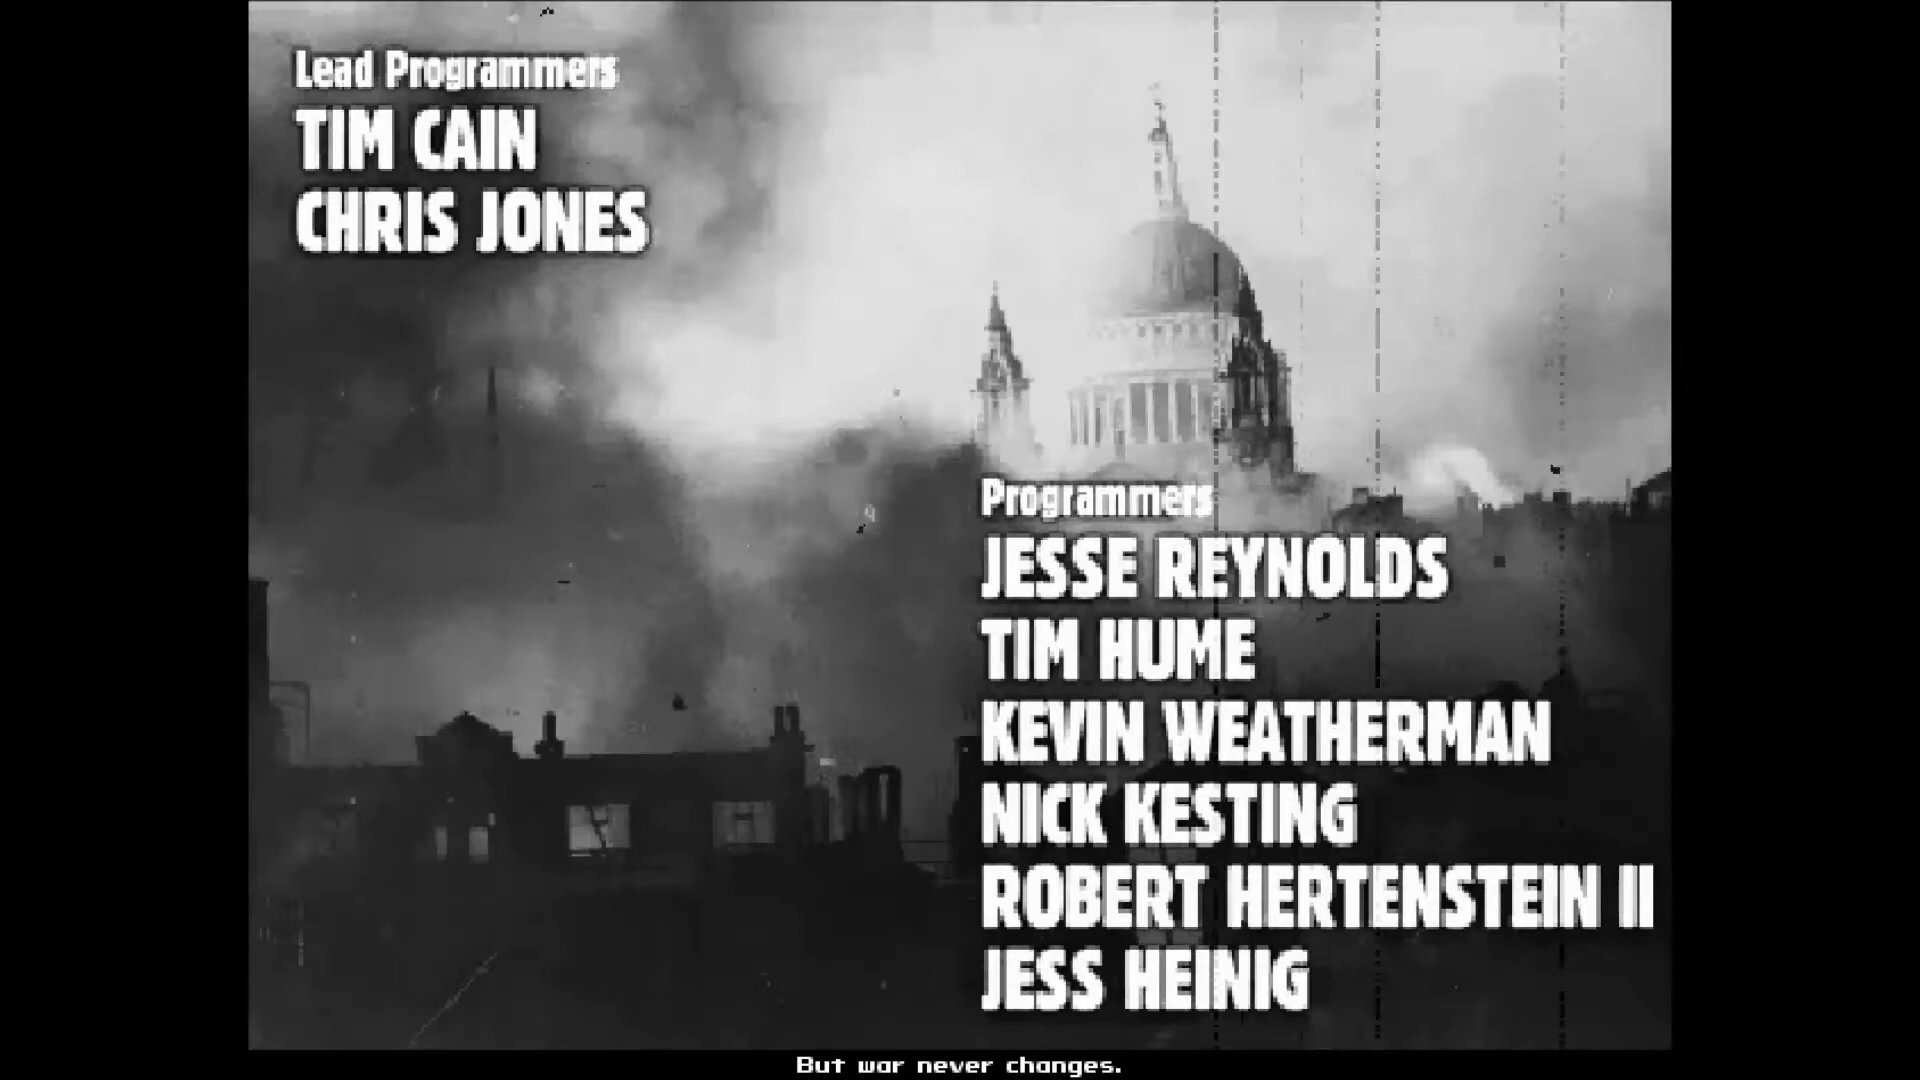 Lead Programmers
TIM CAIN
CHRIS JONES
Programmers
JESSE REYNOLDS
TIM HUME
KEVIN WEATHERMAN
NICK KESTING
ROBERT HERTENSTEIN II
JESS HEINIG
But war never changes.